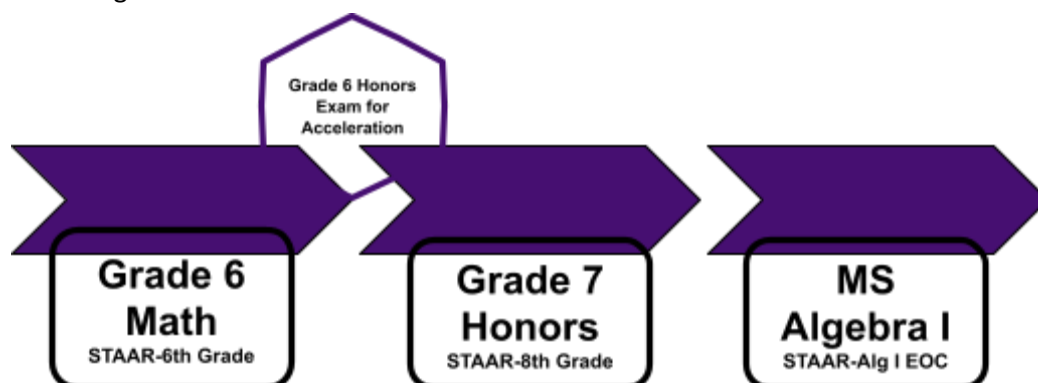 Grade 6 Honors
Exam for
Acceleration
Grade 6
Math
STAAR-6th Grade
Grade 7
Honors
STAAR-8th Grade
MS
Algebra I
STAAR-Alg I EOC